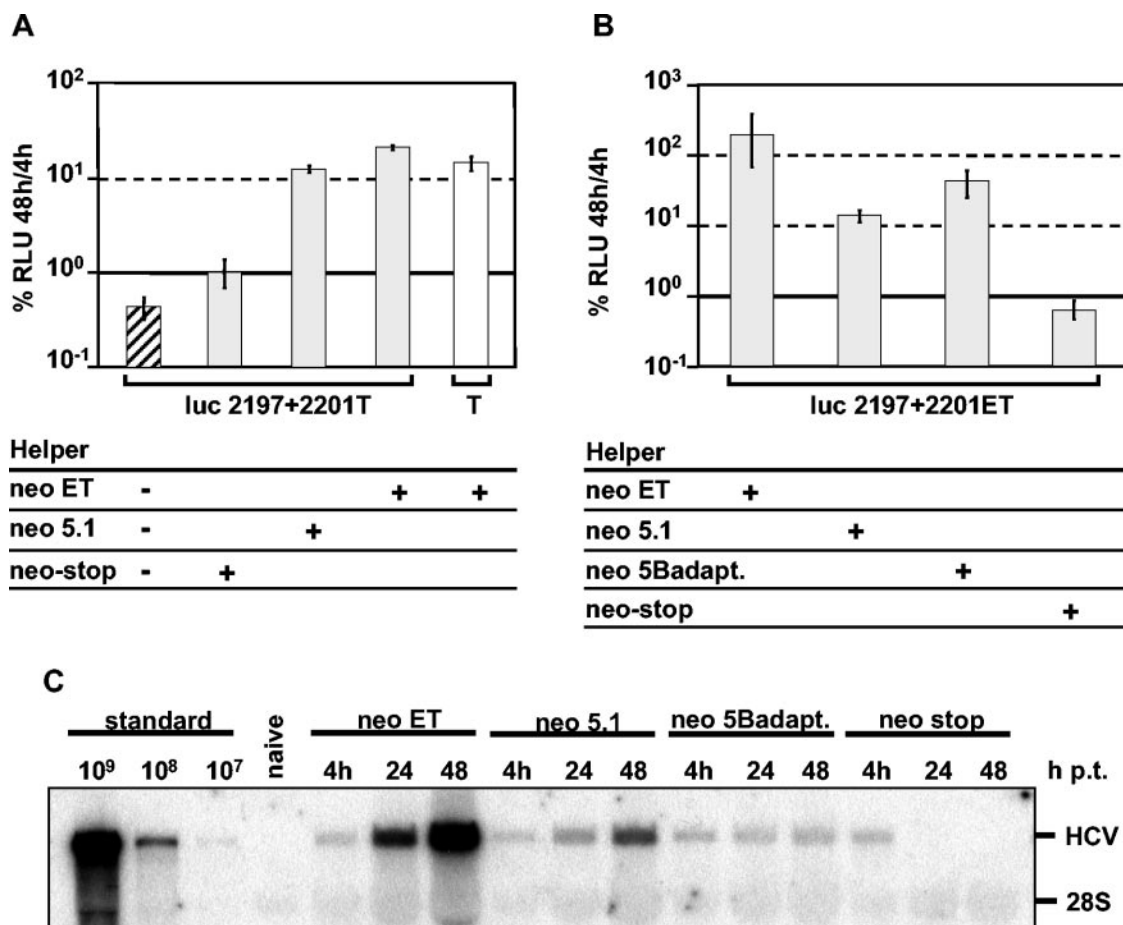 A
% RLU 48h/4h
10²
10¹
10⁰
10⁻¹
luc 2197+2201T
T
Helper
neo ET - + +
neo 5.1 - +
neo-stop - +
B
% RLU 48h/4h
10³
10²
10¹
10⁰
10⁻¹
luc 2197+2201ET
Helper
neo ET +
neo 5.1 +
neo 5Badapt. +
neo-stop +
C
standard naive neo ET neo 5.1 neo 5Badapt. neo stop
10⁹ 10⁸ 10⁷ 4h 24 48 4h 24 48 4h 24 48 4h 24 48 h p.t.
HCV
28S